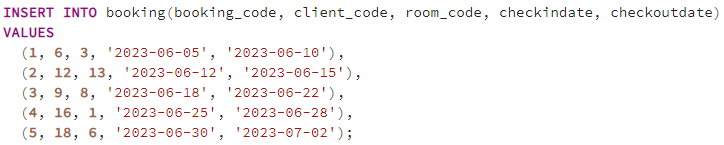 INSERT INTO booking(booking_code, client_code, room_code, checkindate, checkoutdate)
VALUES
(1, 6, 3, '2023-06-05', '2023-06-10'),
(2, 12, 13, '2023-06-12', '2023-06-15'),
(3, 9, 8, '2023-06-18', '2023-06-22'),
(4, 16, 1, '2023-06-25', '2023-06-28'),
(5, 18, 6, '2023-06-30', '2023-07-02');